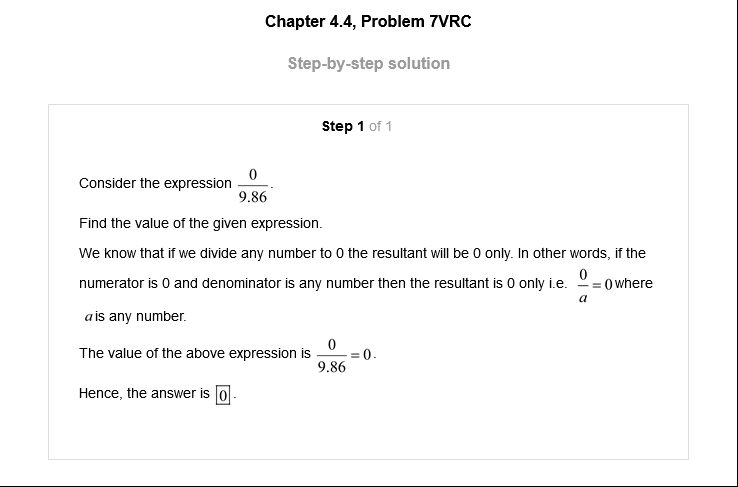 Chapter 4.4, Problem 7VRC
Step-by-step solution
Step 1 of 1
Consider the expression 0/9.86.
Find the value of the given expression.
We know that if we divide any number to 0 the resultant will be 0 only. In other words, if the
numerator is 0 and denominator is any number then the resultant is 0 only i.e. 0/a = 0 where
a is any number.
The value of the above expression is 0/9.86 = 0.
Hence, the answer is 0.